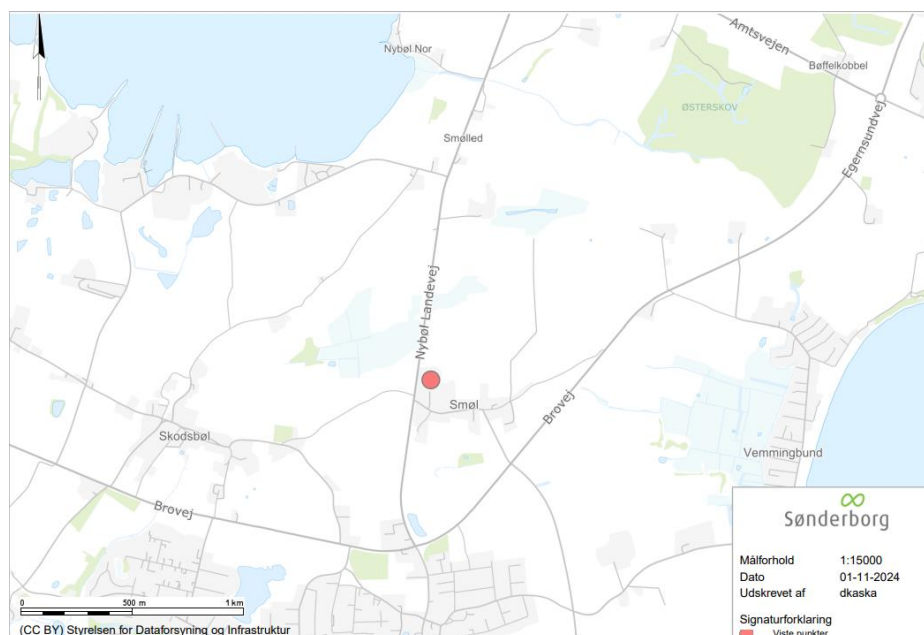 Amtsvejen
Nybøl Nor
Bøffelkobbel
ØSTERSKOV
Egernsundvej
Smølled
Nybøl Landevej
Smøl
Brovej
Skodsbøl
Vemmingbund
Brovej
Sønderborg
Målforhold 1:15000
Dato 01-11-2024
Udskrevet af dkaska
Signaturforklaring
Viste punkter
0 500 m 1 km
(CC BY) Styrelsen for Dataforsyning og Infrastruktur